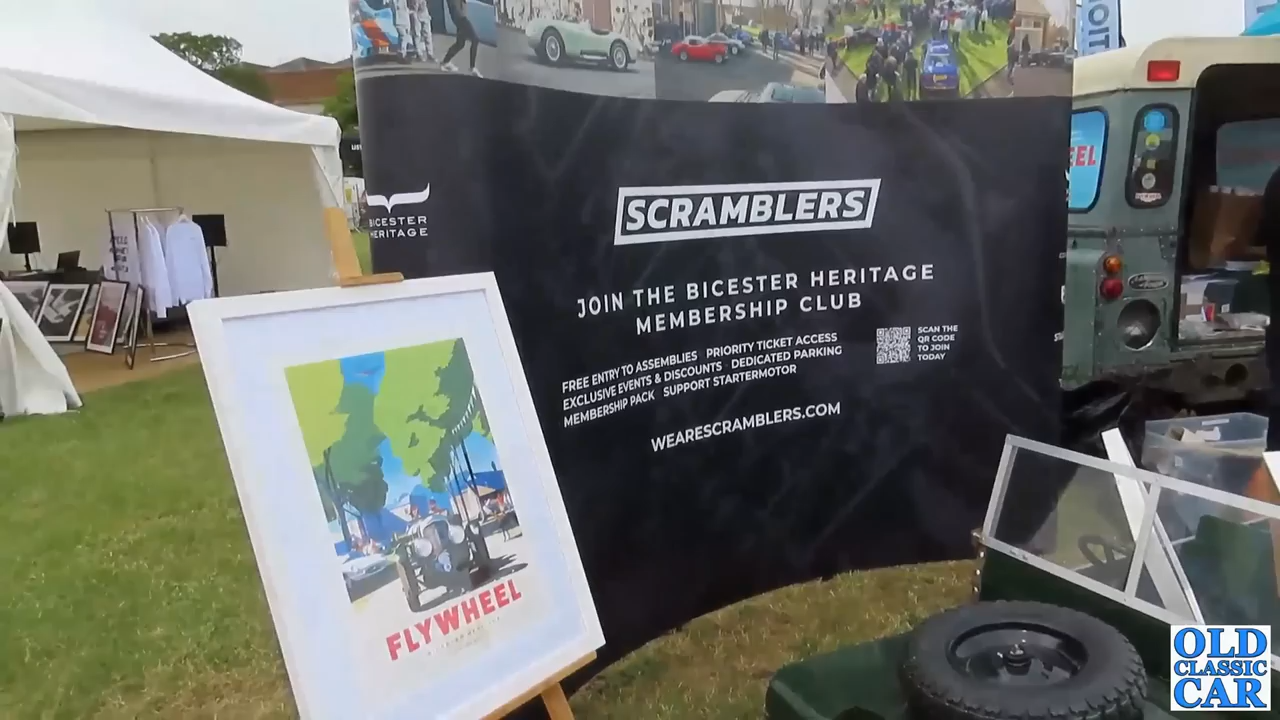 BICESTER
HERITAGE
SCRAMBLERS
JOIN THE BICESTER HERITAGE
MEMBERSHIP CLUB
FREE ENTRY TO ASSEMBLIES PRIORITY TICKET ACCESS
EXCLUSIVE EVENTS & DISCOUNTS DEDICATED PARKING
MEMBERSHIP PACK SUPPORT STARTERMOTOR
SCAN THE
QR CODE
TO JOIN
TODAY
WEARESCRAMBLERS.COM
FLYWHEEL
EEL
OLD
CLASSIC
CAR